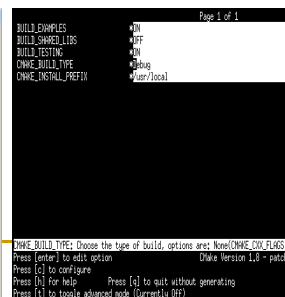 Page 1 of 1
BUILD_EXAMPLES *ON
BUILD_SHARED_LIBS *OFF
BUILD_TESTING *ON
CMAKE_BUILD_TYPE *Debug
CMAKE_INSTALL_PREFIX */usr/local
CMAKE_BUILD_TYPE: Choose the type of build, options are: None(CMAKE_CXX_FLAGS
Press [enter] to edit option CMake Version 1.8 - patc
Press [c] to configure
Press [h] for help Press [q] to quit without generating
Press [t] to toggle advanced mode (Currently Off)